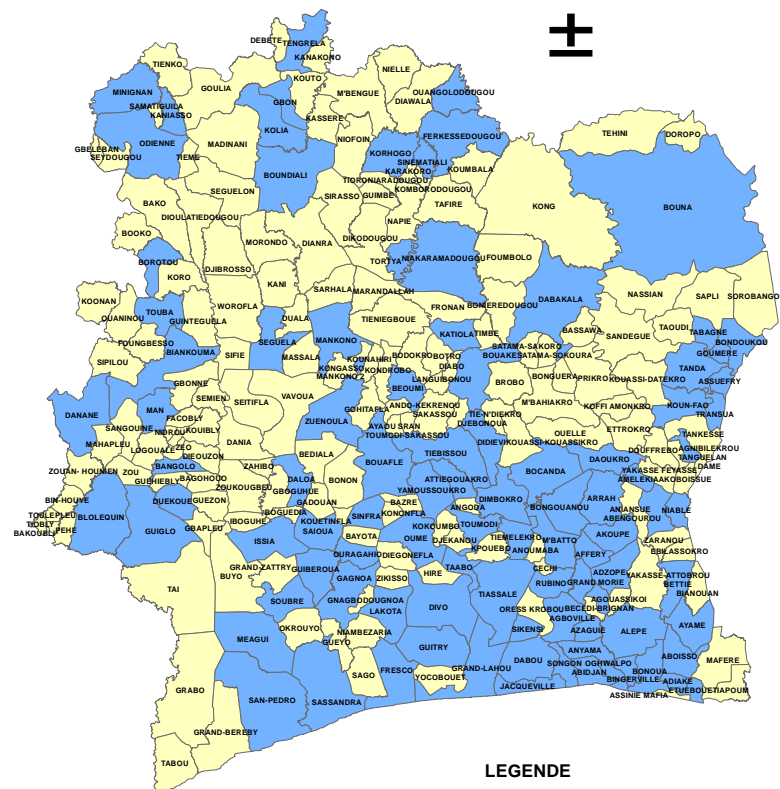 DEBETE
TENGRELA
KANAKONO
TIENKO
KOUTO
NIELLE
MINIGNAN
GOULIA
M'BENGUE
OUANGOLODOUGOU
SAMATIGUILA
GBON
DIAWALA
KANIASSO
KASSERE
KOLIA
FERKESSEDOUGOU
TEHINI
DOROPO
ODIENNE
MADINANI
NIOFOIN
GBELEBAN
SEYDOUGOU
TIEME
KORHOGO
SINEMATIALI
KOUMBALA
BOUNDIALI
KARAKORO
TIORONIARADOUGOU
KOMBORODOUGOU
SEGUELON
SIRASSO
GUIMBE
TAFIRE
KONG
BOUNA
BAKO
DIOULATIEDOUGOU
NAPIE
BOOKO
MORONDO
DIANRA
DIKODOUGOU
BOROTOU
TORTYA
NIAKARAMADOUGOU
FOUMBOLO
KORO
DJIBROSSO
KANI
SARHALA
MARANDALLAH
KOONAN
WOROFLA
NASSIAN
SAPLI
SOROBANGO
OUANINOU
TOUBA
FRONAN
BONIEREDOUGOU
DABAKALA
GUINTEGUELA
DUALA
TIENIEGBOUE
TAOUDI
TABAGNE
FOUNGBESSO
SEGUELA
MANKONO
KATIOLA
TIMBE
BASSAWA
SANDEGUE
BONDOUKOU
SATAMA-SAKORO
GOUMERE
BIANKOUMA
SIFIE
MASSALA
KOUNAHIRI
BODOKRO
BOTRO
BOUAKE
SATAMA-SOKOURA
SIPILOU
KONGASSO
KONDROBO
DIABO
TANDA
MANKONO 2
LANGUIBONOU
BONGUERA
PRIKRO
KOUASSI-DATEKRO
ASSUEFRY
GBONNE
BEOUMI
BROBO
SEMIEN
VAVOUA
DANANE
MAN
SEITIFLA
ZUENOULA
GOHITAFLA
ANDO-KEKRENOU
M'BAHIAKRO
KOFFI AMONKRO
KOUN-FAO
FACOBLY
SAKASSOU
TIE-N'DIEKRO
TRANSUA
SANGOUINE
NIDROU
KOUIBLY
AYADU SRAN
DJEBONOUA
ETTROKRO
MAHAPLEU
TOUMODI-SAKASSOU
OUELLE
TANKESSE
DANIA
DIDIEVI
KOUASSI-KOUASSIKRO
LOGOUALE
ZEO
BEDIALA
TIEBISSOU
DOUFFREBO
AGNIBILEKROU
DIEOUZON
DAOUKRO
TANGUELAN
ZOUAN- HOUNIEN
ZOU
BANGOLO
ZAHIBO
BOUAFLE
BOCANDA
YAKASSE FEYASSE
DAME
GUEHIEBLY
AMELEKIA
AKOBOISSUE
BAGOHOUO
DALOA
BONON
ATTIEGOUAKRO
BIN-HOUYE
ZOUKOUGBEU
GBOGUHE
YAMOUSSOUKRO
DUEKOUE
GUEZON
GADOUAN
BAZRE
DIMBOKRO
ARRAH
ANIANSUE
NIABLE
TOGLEPLEU
BLOLEQUIN
BOGUEDIA
ANGODA
BONGOUANOU
ABENGOUROU
TIOBLY
GUIGLO
IBOGUHE
KOUETINFLA
SINFRA
KONONFLA
KOKOUMBO
TOUMODI
PEHE
GBAPLEU
SAIOUA
BAKOUBLI
ISSIA
BAYOTA
OUME
DJEKANOU
TIEMELEKRO
M'BATTO
AKOUPE
ZARANOU
OURAGAHIO
KPOUEBO
ANOUMABA
AFFERY
EBILASSOKRO
DIEGONEFLA
GRAND-ZATTRY
GUIBEROUA
HIRE
TAABO
CECHI
ADZOPE
YAKASSE-ATTOBROU
BUYO
GAGNOA
ZIKISSO
RUBINO
GRAND MORIE
BETTIE
TAI
TIASSALE
AGOUASSIKOI
BIANOUAN
SOUBRE
GNAGBODOUGNOA
LAKOTA
DIVO
ORESS KROBOU
BECEDI-BRIGNAN
AGBOVILLE
OKROUYO
NIAMBEZARIA
SIKENSI
AZAGUIE
ALEPE
AYAME
MEAGUI
GUEYO
GUITRY
ANYAMA
DABOU
SONGON
OGHWALPO
ABOISSO
MAFERE
SAGO
FRESCO
GRAND-LAHOU
ABIDJAN
BONOUA
YOCOBOUET
BINGERVILLE
ADIAKE
GRABO
SAN-PEDRO
SASSANDRA
JACQUEVILLE
ETUEBOUE
TIAPOUM
ASSINIE MAFIA
GRAND-BEREBY
TABOU
LEGENDE